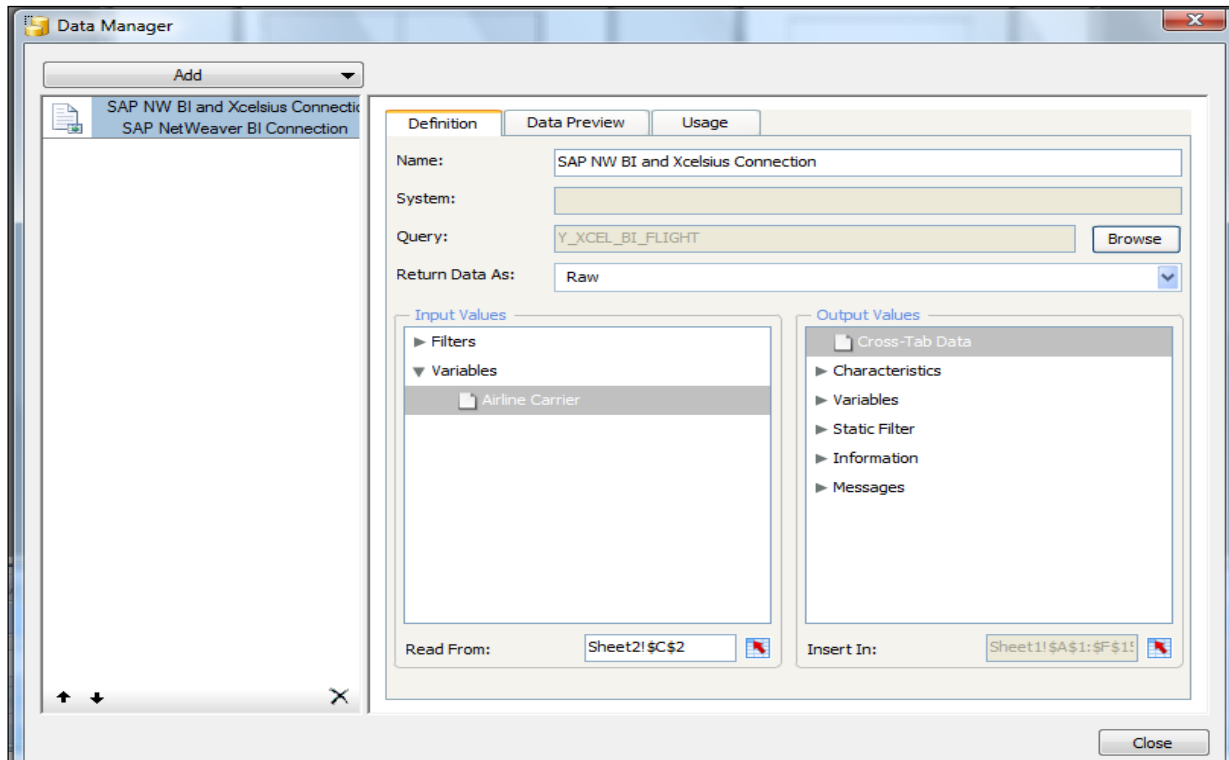 Data Manager
Add
SAP NW BI and Xcelsius Connectio
SAP NetWeaver BI Connection
Definition
Data Preview
Usage
Name:
SAP NW BI and Xcelsius Connection
System:
Query:
Y_XCEL_BI_FLIGHT
Browse
Return Data As:
Raw
Input Values
Filters
Variables
Airline Carrier
Read From:
Sheet2!$C$2
Output Values
Cross-Tab Data
Characteristics
Variables
Static Filter
Information
Messages
Insert In:
Sheet1!$A$1:$F$15
Close